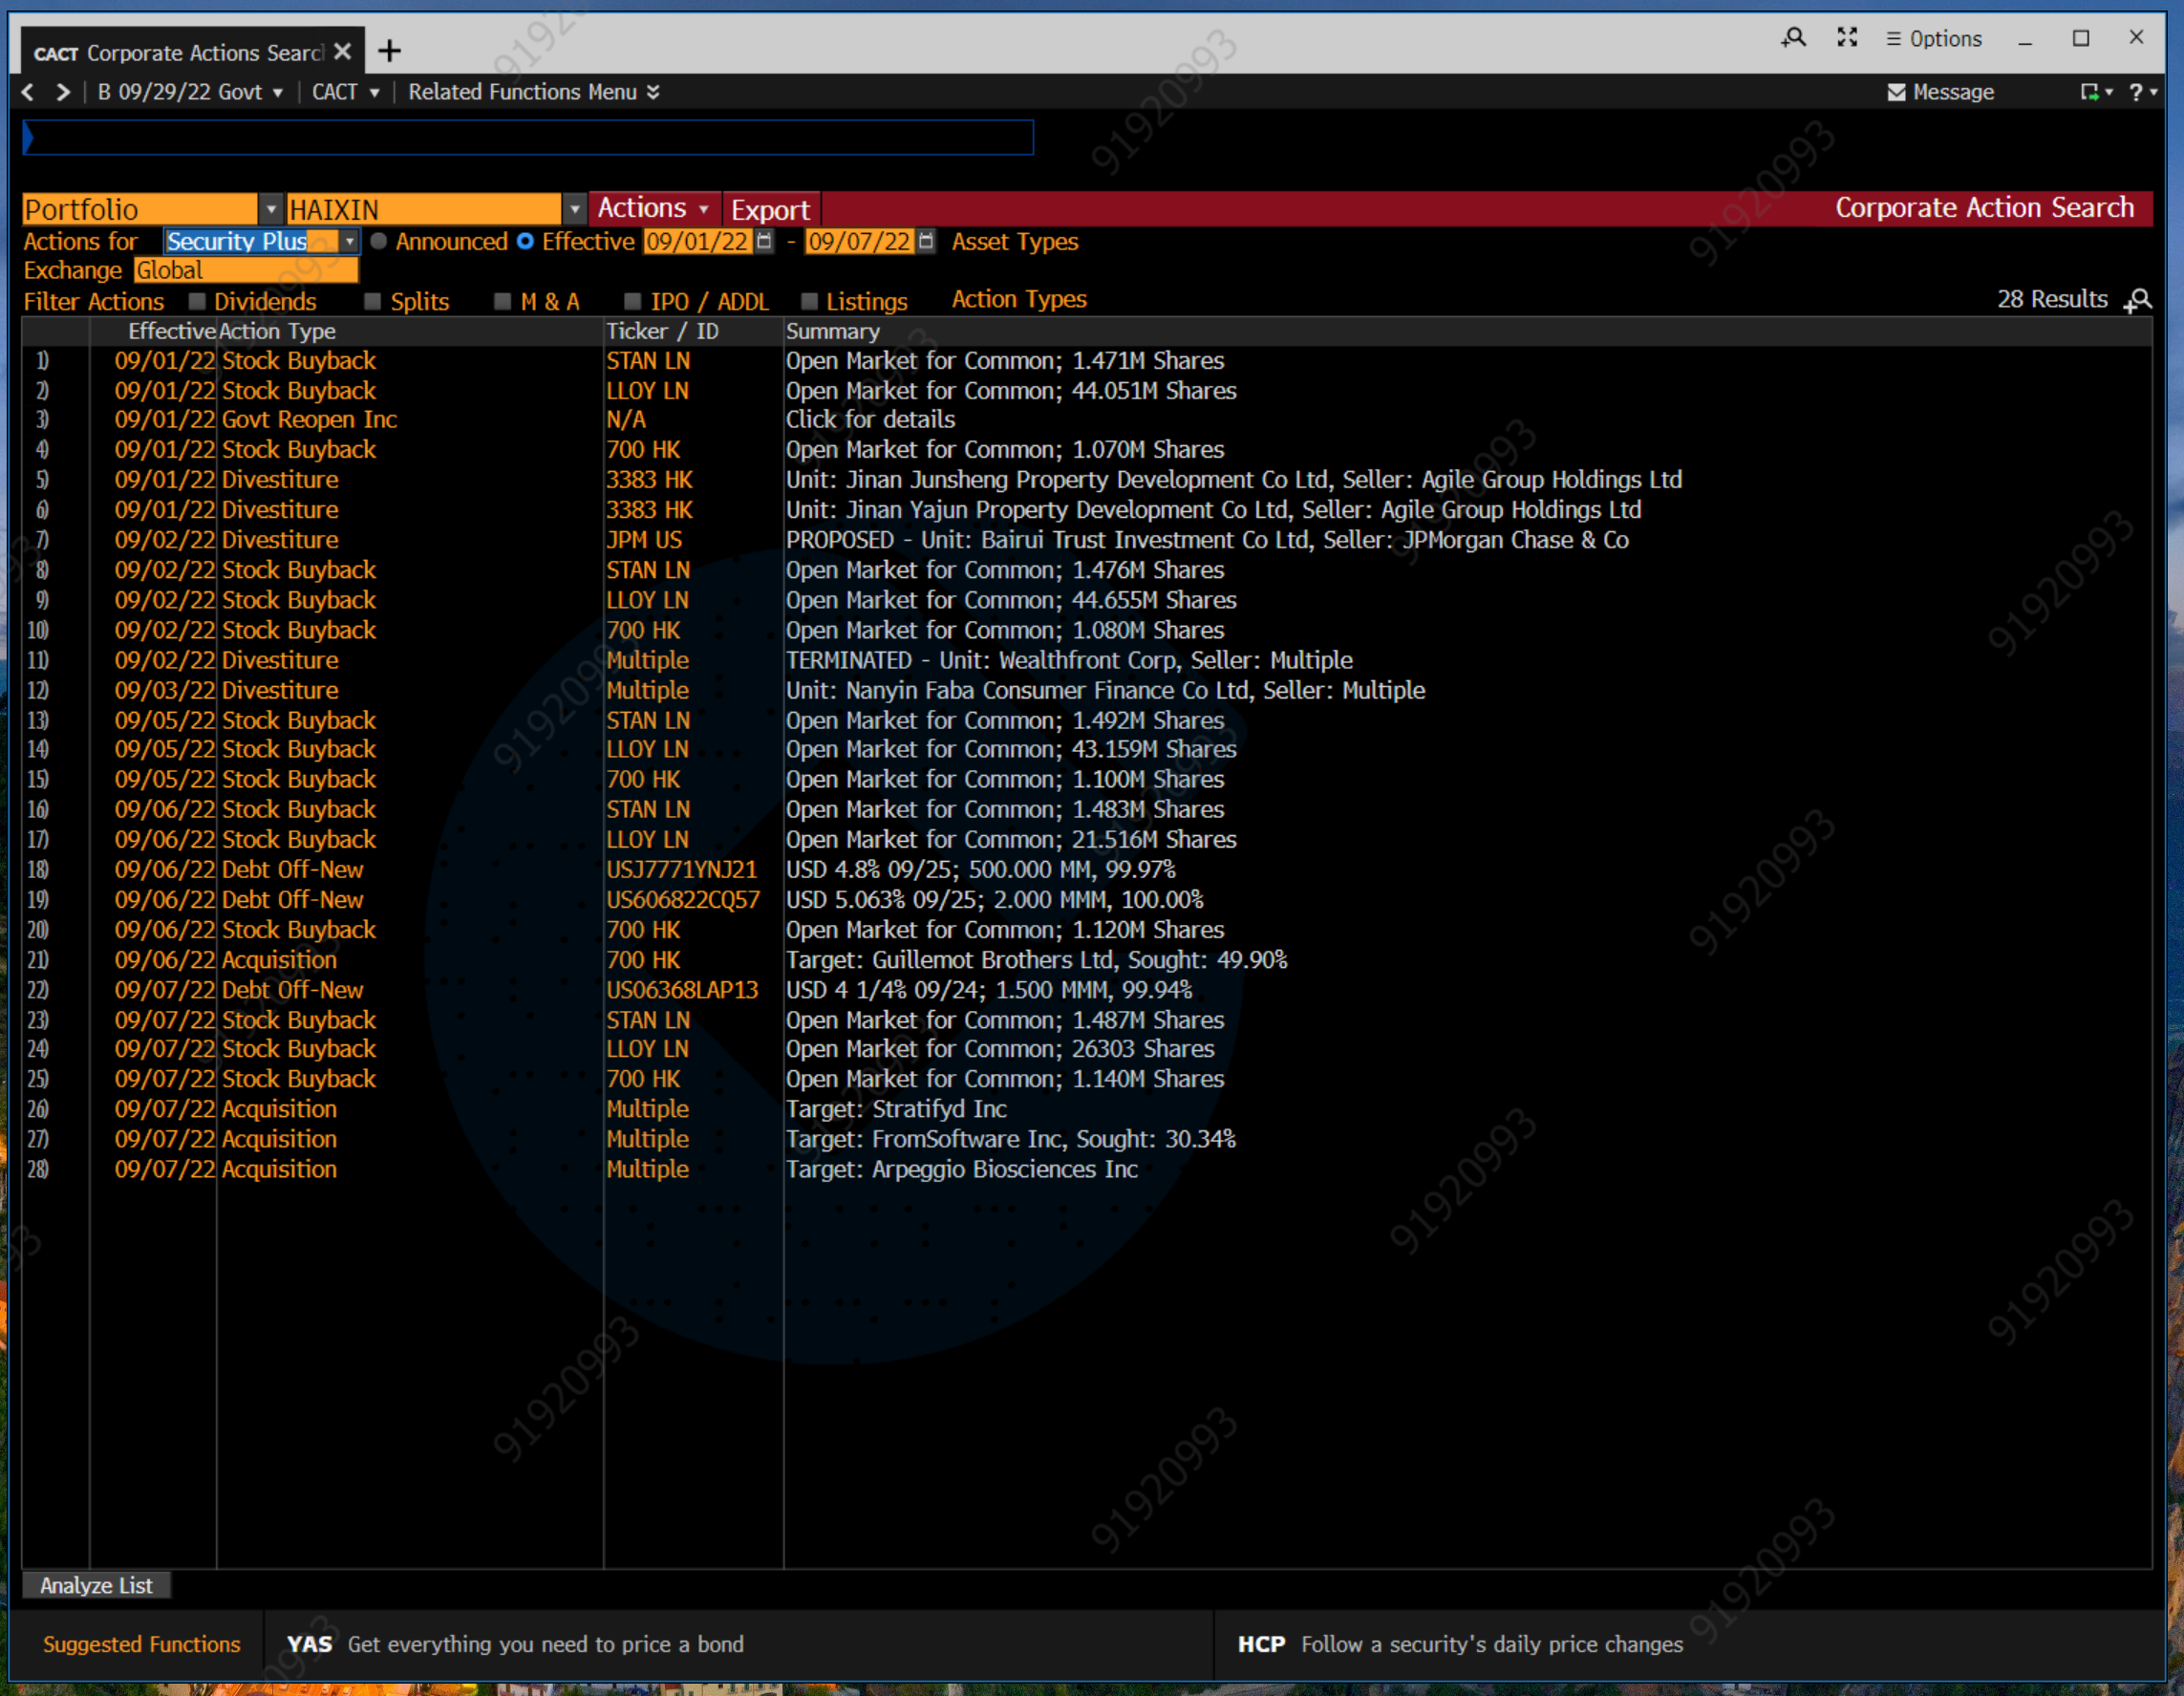 CACT Corporate Actions Searc
Options
B 09/29/22 Govt CACT Related Functions Menu Message ?
Portfolio HAIXIN Actions Export Corporate Action Search
Actions for Security Plus Announced Effective 09/01/22 - 09/07/22 Asset Types
Exchange Global
Filter Actions Dividends Splits M & A IPO / ADDL Listings Action Types 28 Results
Effective Action Type Ticker / ID Summary
1) 09/01/22 Stock Buyback STAN LN Open Market for Common; 1.471M Shares
2) 09/01/22 Stock Buyback LLOY LN Open Market for Common; 44.051M Shares
3) 09/01/22 Govt Reopen Inc N/A Click for details
4) 09/01/22 Stock Buyback 700 HK Open Market for Common; 1.070M Shares
5) 09/01/22 Divestiture 3383 HK Unit: Jinan Junsheng Property Development Co Ltd, Seller: Agile Group Holdings Ltd
6) 09/01/22 Divestiture 3383 HK Unit: Jinan Yajun Property Development Co Ltd, Seller: Agile Group Holdings Ltd
7) 09/02/22 Divestiture JPM US PROPOSED - Unit: Bairui Trust Investment Co Ltd, Seller: JPMorgan Chase & Co
8) 09/02/22 Stock Buyback STAN LN Open Market for Common; 1.476M Shares
9) 09/02/22 Stock Buyback LLOY LN Open Market for Common; 44.655M Shares
10) 09/02/22 Stock Buyback 700 HK Open Market for Common; 1.080M Shares
11) 09/02/22 Divestiture Multiple TERMINATED - Unit: Wealthfront Corp, Seller: Multiple
12) 09/03/22 Divestiture Multiple Unit: Nanyin Faba Consumer Finance Co Ltd, Seller: Multiple
13) 09/05/22 Stock Buyback STAN LN Open Market for Common; 1.492M Shares
14) 09/05/22 Stock Buyback LLOY LN Open Market for Common; 43.159M Shares
15) 09/05/22 Stock Buyback 700 HK Open Market for Common; 1.100M Shares
16) 09/06/22 Stock Buyback STAN LN Open Market for Common; 1.483M Shares
17) 09/06/22 Stock Buyback LLOY LN Open Market for Common; 21.516M Shares
18) 09/06/22 Debt Off-New USJ7771YNJ21 USD 4.8% 09/25; 500.000 MM, 99.97%
19) 09/06/22 Debt Off-New US606822CQ57 USD 5.063% 09/25; 2.000 MMM, 100.00%
20) 09/06/22 Stock Buyback 700 HK Open Market for Common; 1.120M Shares
21) 09/06/22 Acquisition 700 HK Target: Guillemot Brothers Ltd, Sought: 49.90%
22) 09/07/22 Debt Off-New US06368LAP13 USD 4 1/4% 09/24; 1.500 MMM, 99.94%
23) 09/07/22 Stock Buyback STAN LN Open Market for Common; 1.487M Shares
24) 09/07/22 Stock Buyback LLOY LN Open Market for Common; 26303 Shares
25) 09/07/22 Stock Buyback 700 HK Open Market for Common; 1.140M Shares
26) 09/07/22 Acquisition Multiple Target: Stratifyd Inc
27) 09/07/22 Acquisition Multiple Target: FromSoftware Inc, Sought: 30.34%
28) 09/07/22 Acquisition Multiple Target: Arpeggio Biosciences Inc
Analyze List
Suggested Functions YAS Get everything you need to price a bond HCP Follow a security's daily price changes
91920993